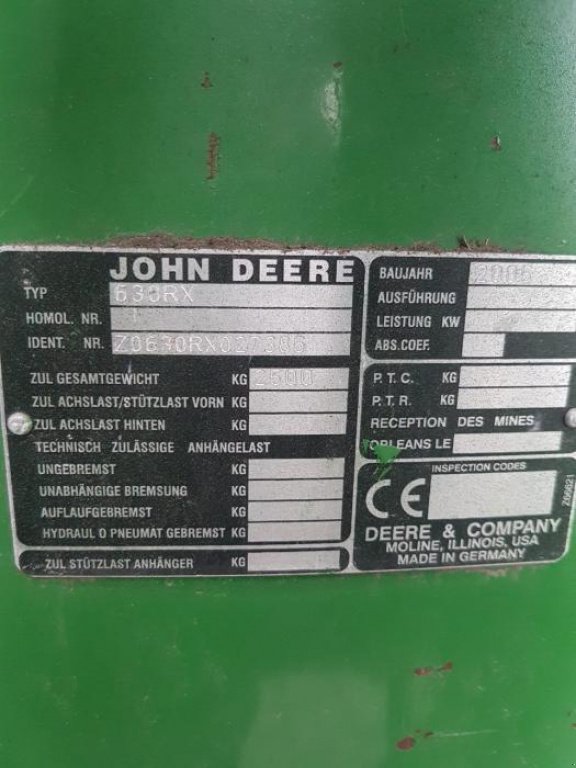 JOHN DEERE
TYP 630RX
HOMOL. NR.
IDENT. NR.
ZUL GESAMTGEWICHT KG 2500
ZUL ACHSLAST/STÜTZLAST VORN KG
ZUL ACHSLAST HINTEN KG
TECHNISCH ZULÄSSIGE ANHÄNGELAST
UNGEBREMST KG
UNABHÄNGIGE BREMSUNG KG
AUFLAUFGEBREMST KG
HYDRAUL O PNEUMAT GEBREMST KG
ZUL STÜTZLAST ANHÄNGER KG
BAUJAHR 2006
AUSFÜHRUNG
LEISTUNG KW
ABS.COEF.
P.T.C. KG
P.T.R. KG
RECEPTION DES MINES
ORLEANS LE
INSPECTION CODES
CE
DEERE & COMPANY
MOLINE, ILLINOIS, USA
MADE IN GERMANY
Z66621